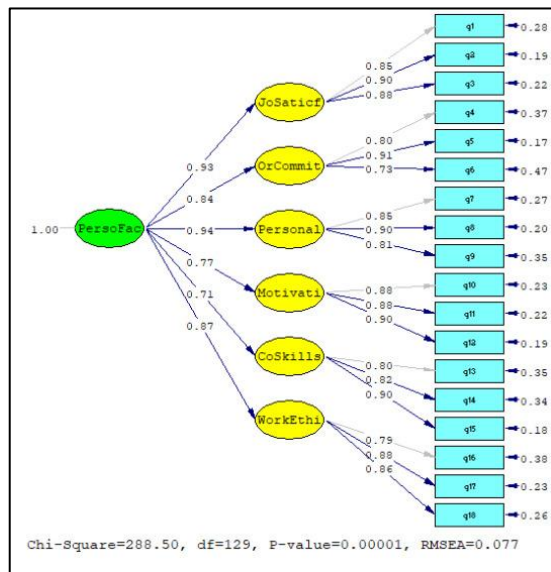 q1 0.28
0.85
q2 0.19
0.90
q3 0.22
0.88
JoSaticf
q4 0.37
0.80
q5 0.17
0.91
OrCommit
q6 0.47
0.73
0.93
0.84
q7 0.27
0.85
1.00 PersoFac
0.94
Personal
q8 0.20
0.90
q9 0.35
0.81
0.77
0.71
0.87
Motivati
q10 0.23
0.88
q11 0.22
0.88
q12 0.19
0.90
CoSkills
q13 0.35
0.80
q14 0.34
0.82
q15 0.18
0.90
WorkEthi
q16 0.38
0.79
q17 0.23
0.88
q18 0.26
0.86
Chi-Square=288.50, df=129, P-value=0.00001, RMSEA=0.077